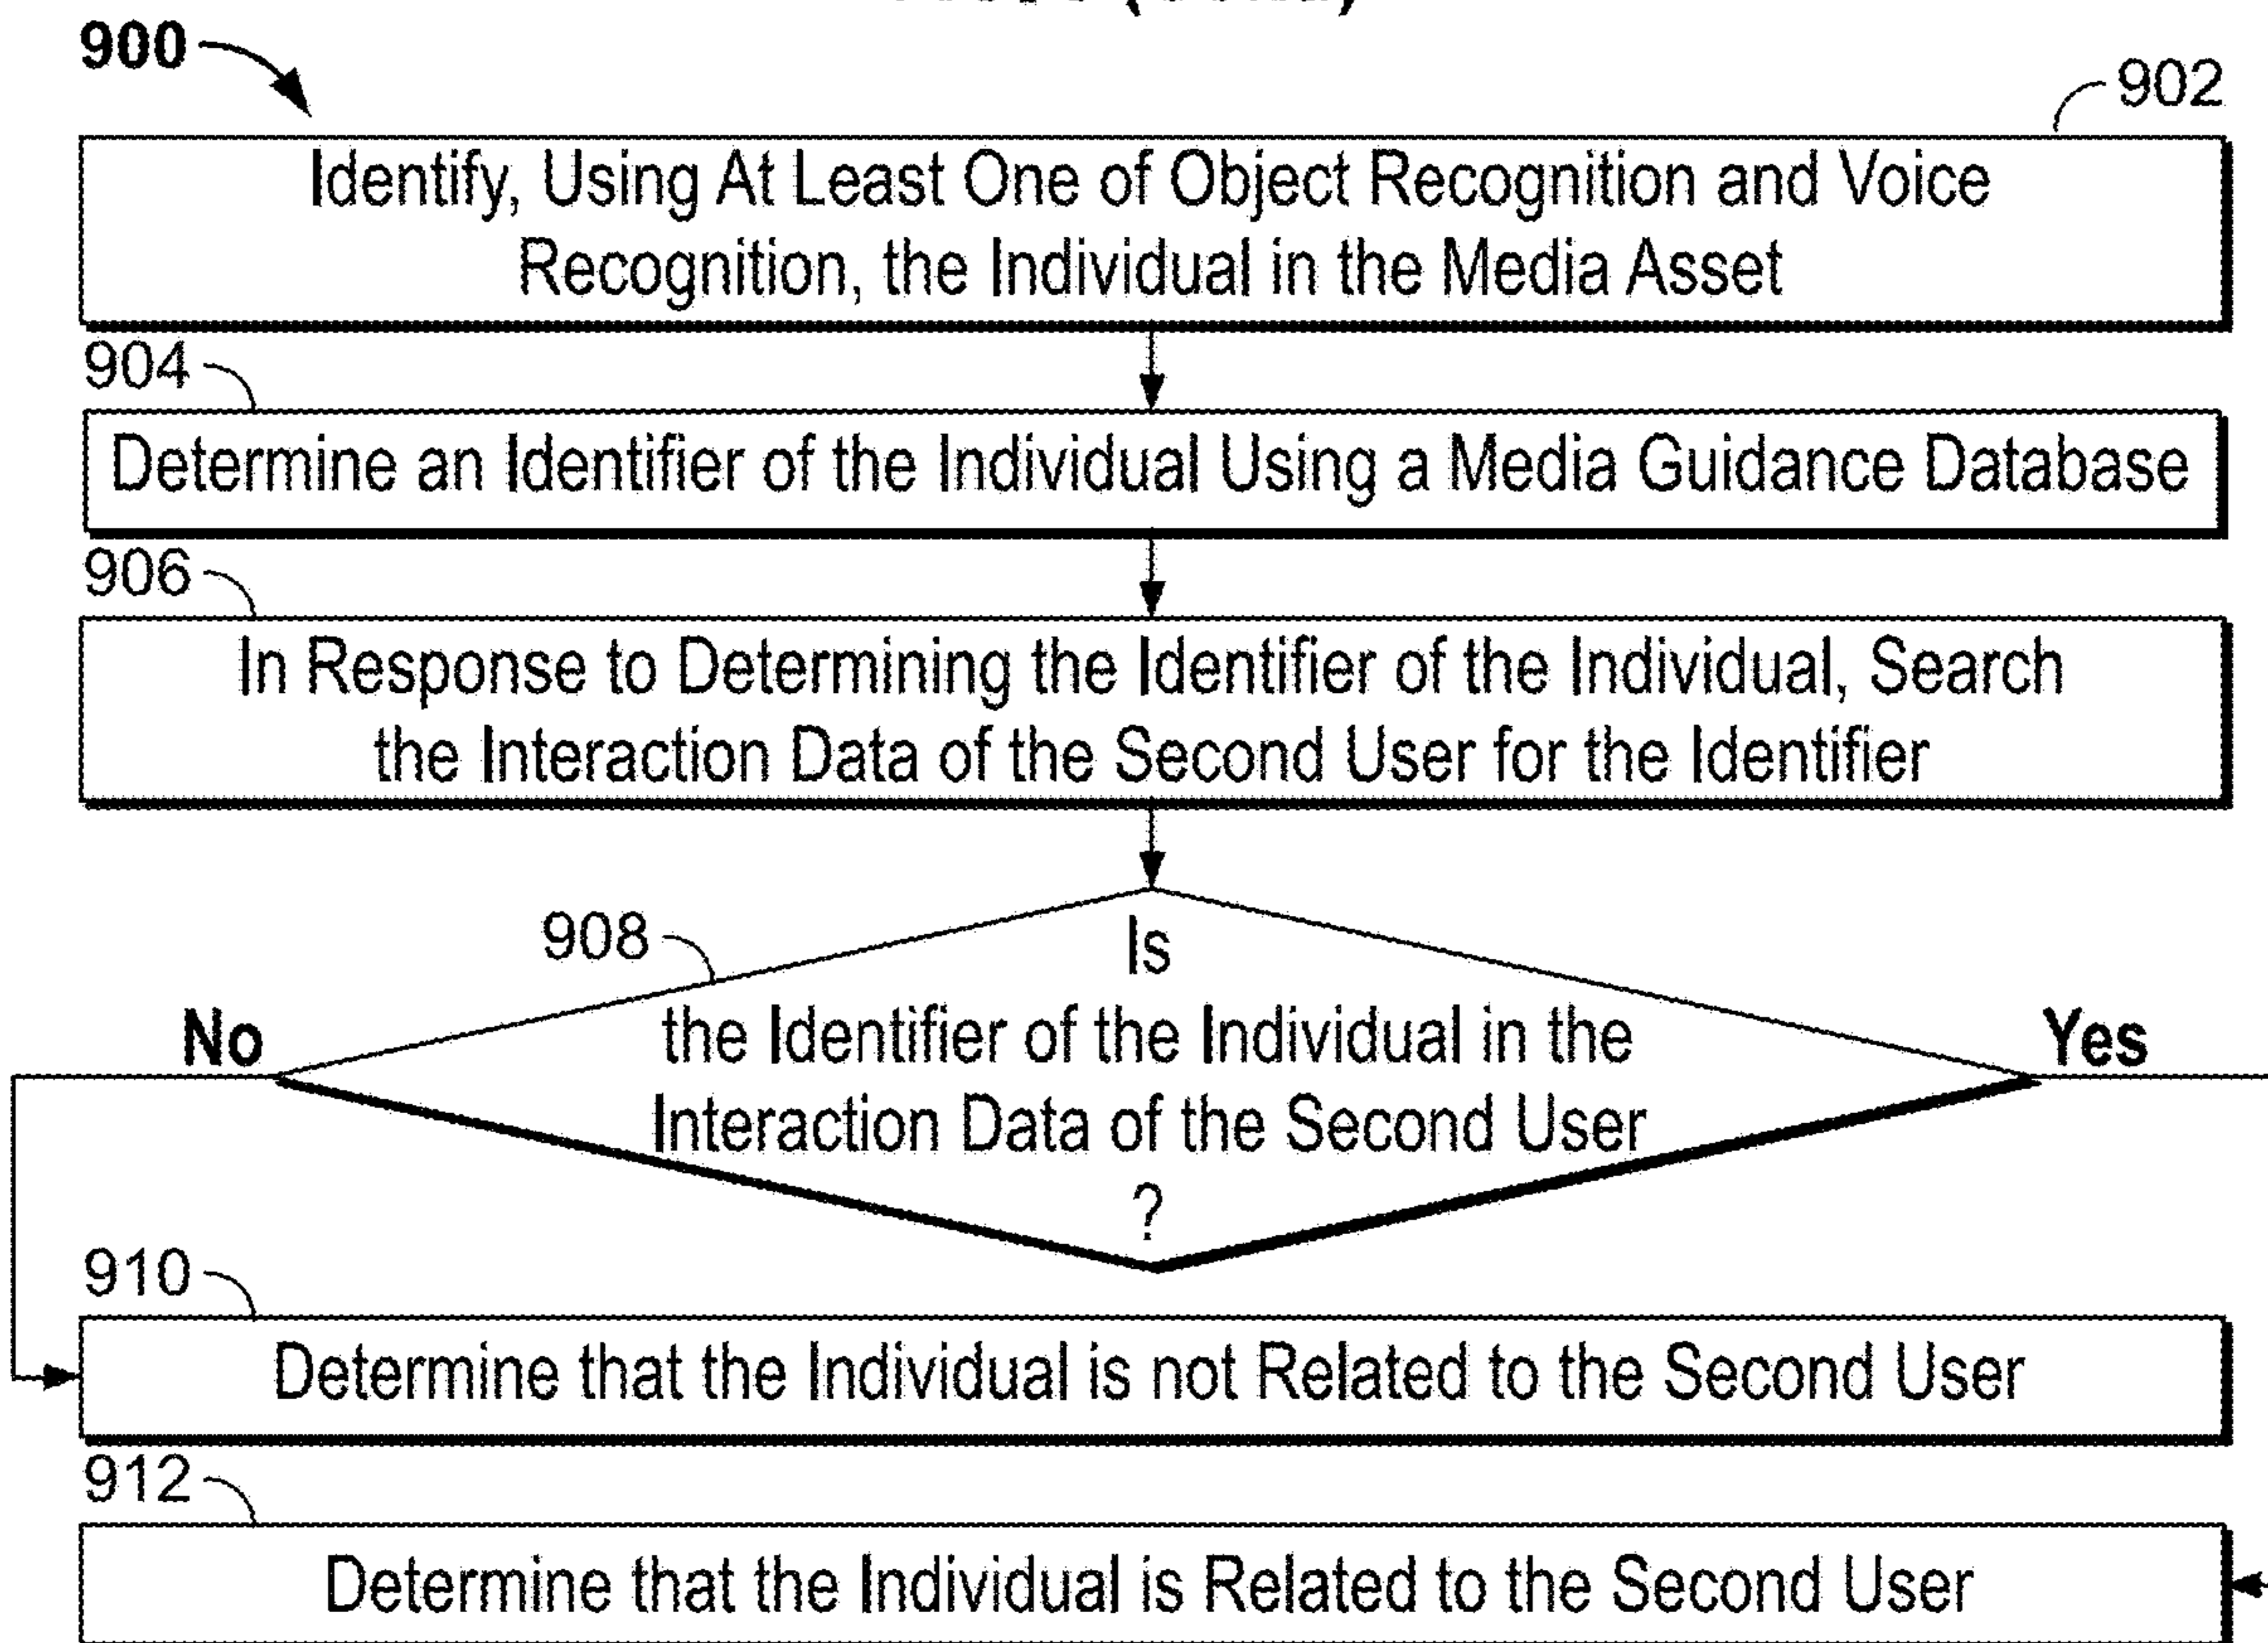 900
902
Identify, Using At Least One of Object Recognition and Voice
Recognition, the Individual in the Media Asset
904
Determine an Identifier of the Individual Using a Media Guidance Database
906
In Response to Determining the Identifier of the Individual, Search
the Interaction Data of the Second User for the Identifier
908
Is
the Identifier of the Individual in the
Interaction Data of the Second User
?
No
Yes
910
Determine that the Individual is not Related to the Second User
912
Determine that the Individual is Related to the Second User